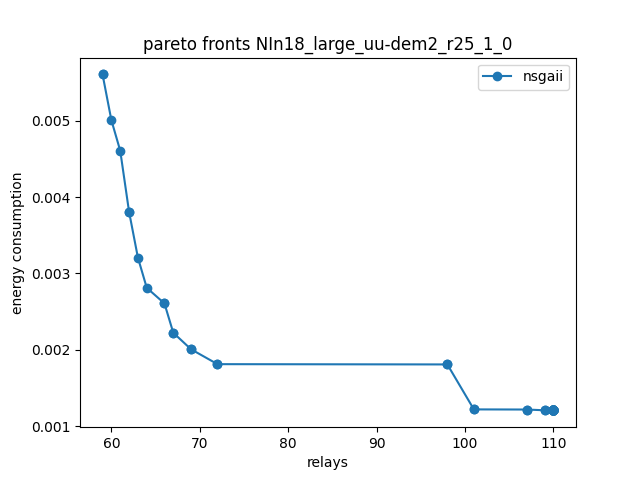 pareto fronts NIn18_large_uu-dem2_r25_1_0
nsgaii
energy consumption
0.005
0.004
0.003
0.002
0.001
60 70 80 90 100 110
relays